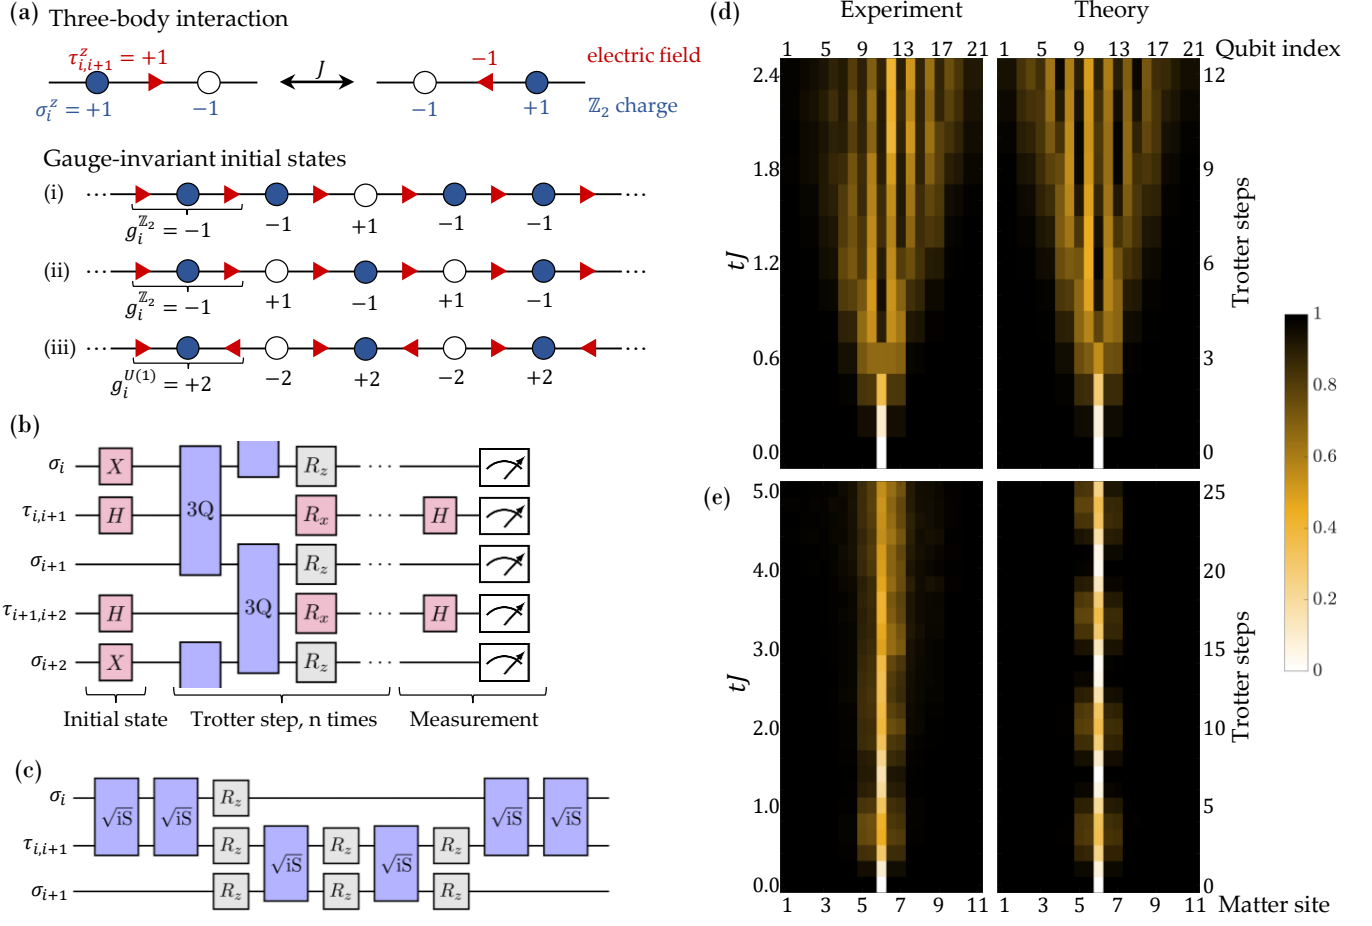 (a) Three-body interaction
τ^z_{i,i+1} = +1
J
−1
electric field
σ^z_i = +1
−1
−1
+1
ℤ₂ charge
Gauge-invariant initial states
(i) ··· ···
g_i^{ℤ₂} = −1 −1 +1 −1 −1
(ii) ··· ···
g_i^{ℤ₂} = −1 +1 −1 +1 −1
(iii) ··· ···
g_i^{U(1)} = +2 −2 +2 −2 +2
(b)
σ_i X R_z ···
τ_{i,i+1} H 3Q R_x ··· H
σ_{i+1} R_z ···
τ_{i+1,i+2} H 3Q R_x ··· H
σ_{i+2} X R_z ···
Initial state Trotter step, n times Measurement
(c)
σ_i √iS √iS R_z √iS √iS
τ_{i,i+1} R_z √iS R_z √iS R_z
σ_{i+1} R_z R_z R_z
(d) Experiment Theory
1 5 9 13 17 21 1 5 9 13 17 21 Qubit index
2.4 12
1.8 9
1.2 6
0.6 3
0.0 0
tJ
Trotter steps
(e)
5.0 25
4.0 20
3.0 15
2.0 10
1.0 5
0.0 0
tJ
Trotter steps
1 3 5 7 9 11 1 3 5 7 9 11 Matter site
1
0.8
0.6
0.4
0.2
0